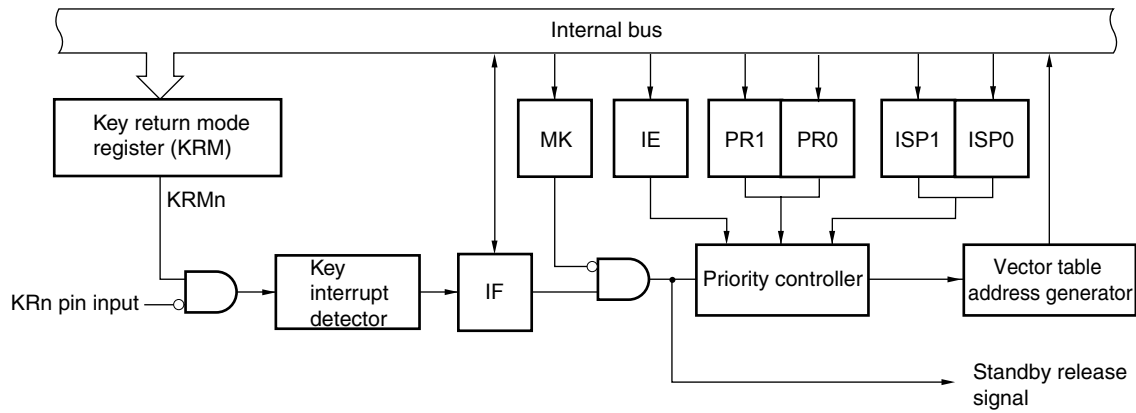 Internal bus
Key return mode
register (KRM)
MK
IE
PR1
PR0
ISP1
ISP0
KRMn
KRn pin input
Key
interrupt
detector
IF
Priority controller
Vector table
address generator
Standby release
signal